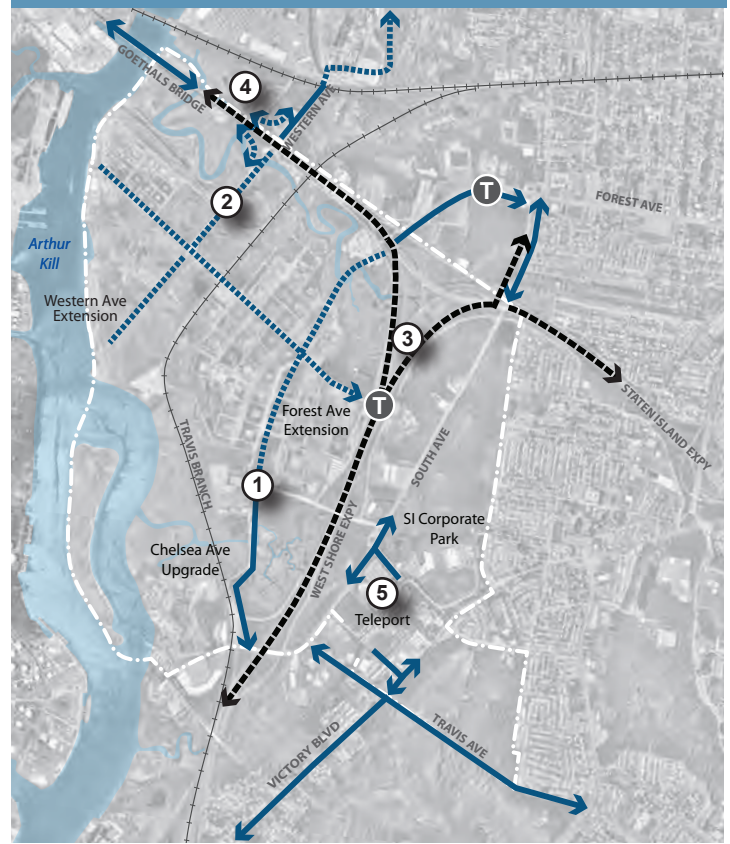 GOETHALS BRIDGE
4
WESTERN AVE
T
FOREST AVE
2
Arthur
Kill
Western Ave
Extension
3
T
STATEN ISLAND EXPY
Forest Ave
Extension
TRAVIS BRANCH
SOUTH AVE
1
SI Corporate
Park
WEST SHORE EXPY
Chelsea Ave
Upgrade
5
Teleport
TRAVIS AVE
VICTORY BLVD